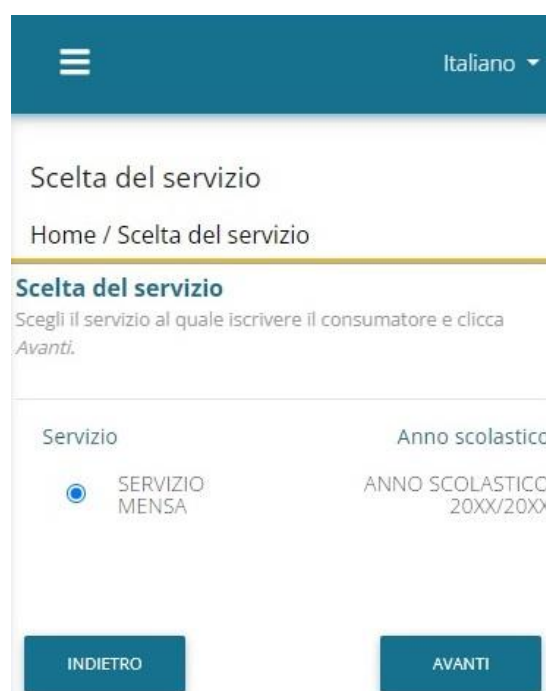 Italiano
Scelta del servizio
Home / Scelta del servizio
Scelta del servizio
Scegli il servizio al quale iscrivere il consumatore e clicca
Avanti.
Servizio Anno scolastico
SERVIZIO ANNO SCOLASTICO
MENSA 20XX/20XX
INDIETRO AVANTI